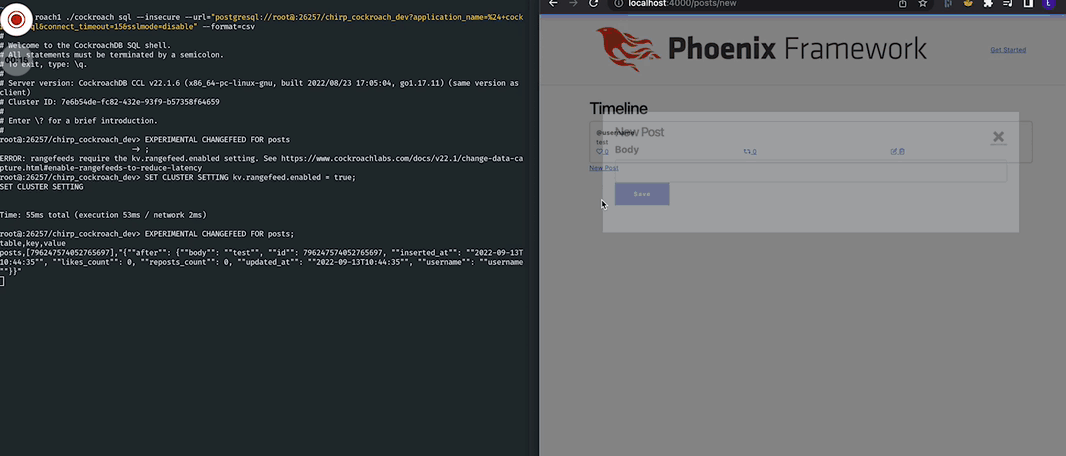 roach1 ./cockroach sql --insecure --url="postgresql://root@:26257/chirp_cockroach_dev?application_name=%24+cock
ql&connect_timeout=15&sslmode=disable" --format=csv
#
# Welcome to the CockroachDB SQL shell.
# All statements must be terminated by a semicolon.
# To exit, type: \q.
#
# Server version: CockroachDB CCL v22.1.6 (x86_64-pc-linux-gnu, built 2022/08/23 17:05:04, go1.17.11) (same version as
client)
# Cluster ID: 7e6b54de-fc82-432e-93f9-b57358f64659
#
# Enter \? for a brief introduction.
#
root@:26257/chirp_cockroach_dev> EXPERIMENTAL CHANGEFEED FOR posts
-> ;
ERROR: rangefeeds require the kv.rangefeed.enabled setting. See https://www.cockroachlabs.com/docs/v22.1/change-data-ca
pture.html#enable-rangefeeds-to-reduce-latency
root@:26257/chirp_cockroach_dev> SET CLUSTER SETTING kv.rangefeed.enabled = true;
SET CLUSTER SETTING
Time: 55ms total (execution 53ms / network 2ms)
root@:26257/chirp_cockroach_dev> EXPERIMENTAL CHANGEFEED FOR posts;
table,key,value
posts,[796247574052765697],"{""after"": {""body"": ""test"", ""id"": 796247574052765697, ""inserted_at"": ""2022-09-13T
10:44:35"", ""likes_count"": 0, ""reposts_count"": 0, ""updated_at"": ""2022-09-13T10:44:35"", ""username"": ""username
""}}"
localhost:4000/posts/new
Phoenix Framework
Get Started
Timeline
@username
New Post
test
Body
0
0
New Post
Save